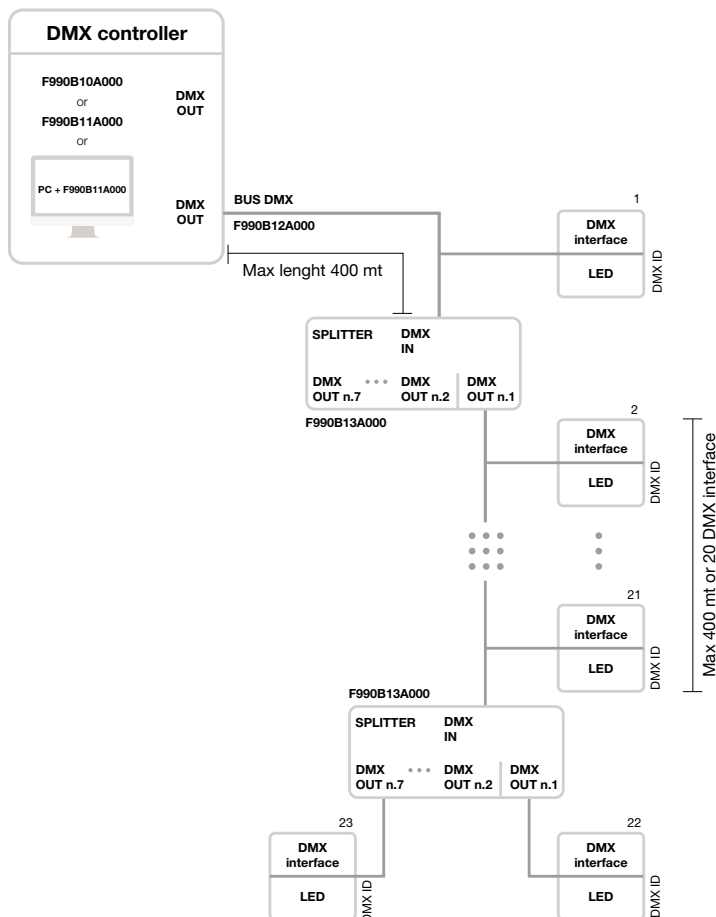 DMX controller
F990B10A000
or
F990B11A000
or
PC + F990B11A000
DMX
OUT
DMX
OUT
BUS DMX
F990B12A000
Max lenght 400 mt
1
DMX
interface
LED
DMX ID
SPLITTER
DMX
IN
DMX
OUT n.7
DMX
OUT n.2
DMX
OUT n.1
F990B13A000
2
DMX
interface
LED
DMX ID
21
DMX
interface
LED
DMX ID
Max 400 mt or 20 DMX interface
F990B13A000
SPLITTER
DMX
IN
DMX
OUT n.7
DMX
OUT n.2
DMX
OUT n.1
23
DMX
interface
LED
DMX ID
22
DMX
interface
LED
DMX ID